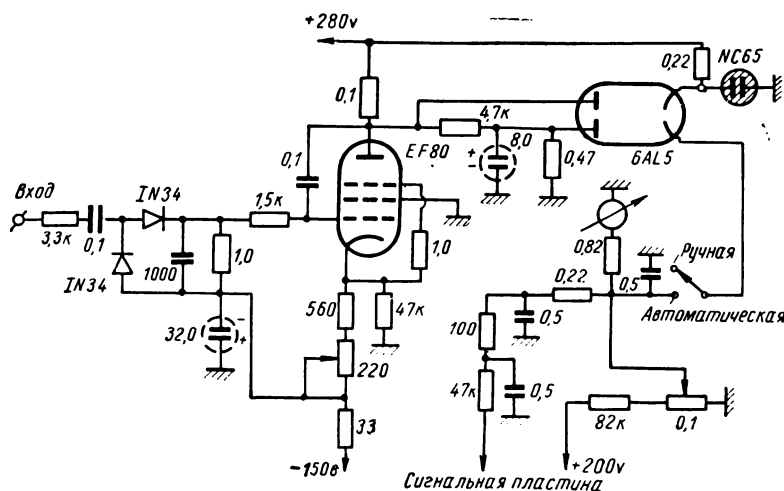 +280v
NC65
0,22
0,1
4,7к
EF80
8,0
+
-
0,47
6AL5
0,1
Вход
1N34
1,5к
3,3к
0,1
1N34
1000
1,0
1,0
0,82
Ручная
0,5
Автоматическая
0,22
32,0
-
+
560
47к
100
0,5
220
47к
0,5
33
82к
0,1
-150в
+200v
Сигнальная пластина